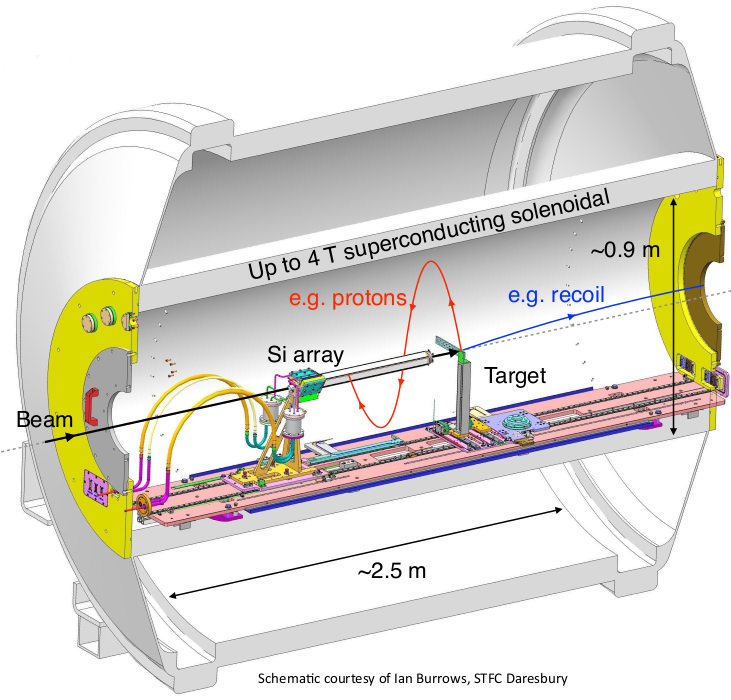 Up to 4 T superconducting solenoidal
~0.9 m
e.g. protons
e.g. recoil
Si array
Target
Beam
~2.5 m
Schematic courtesy of Ian Burrows, STFC Daresbury